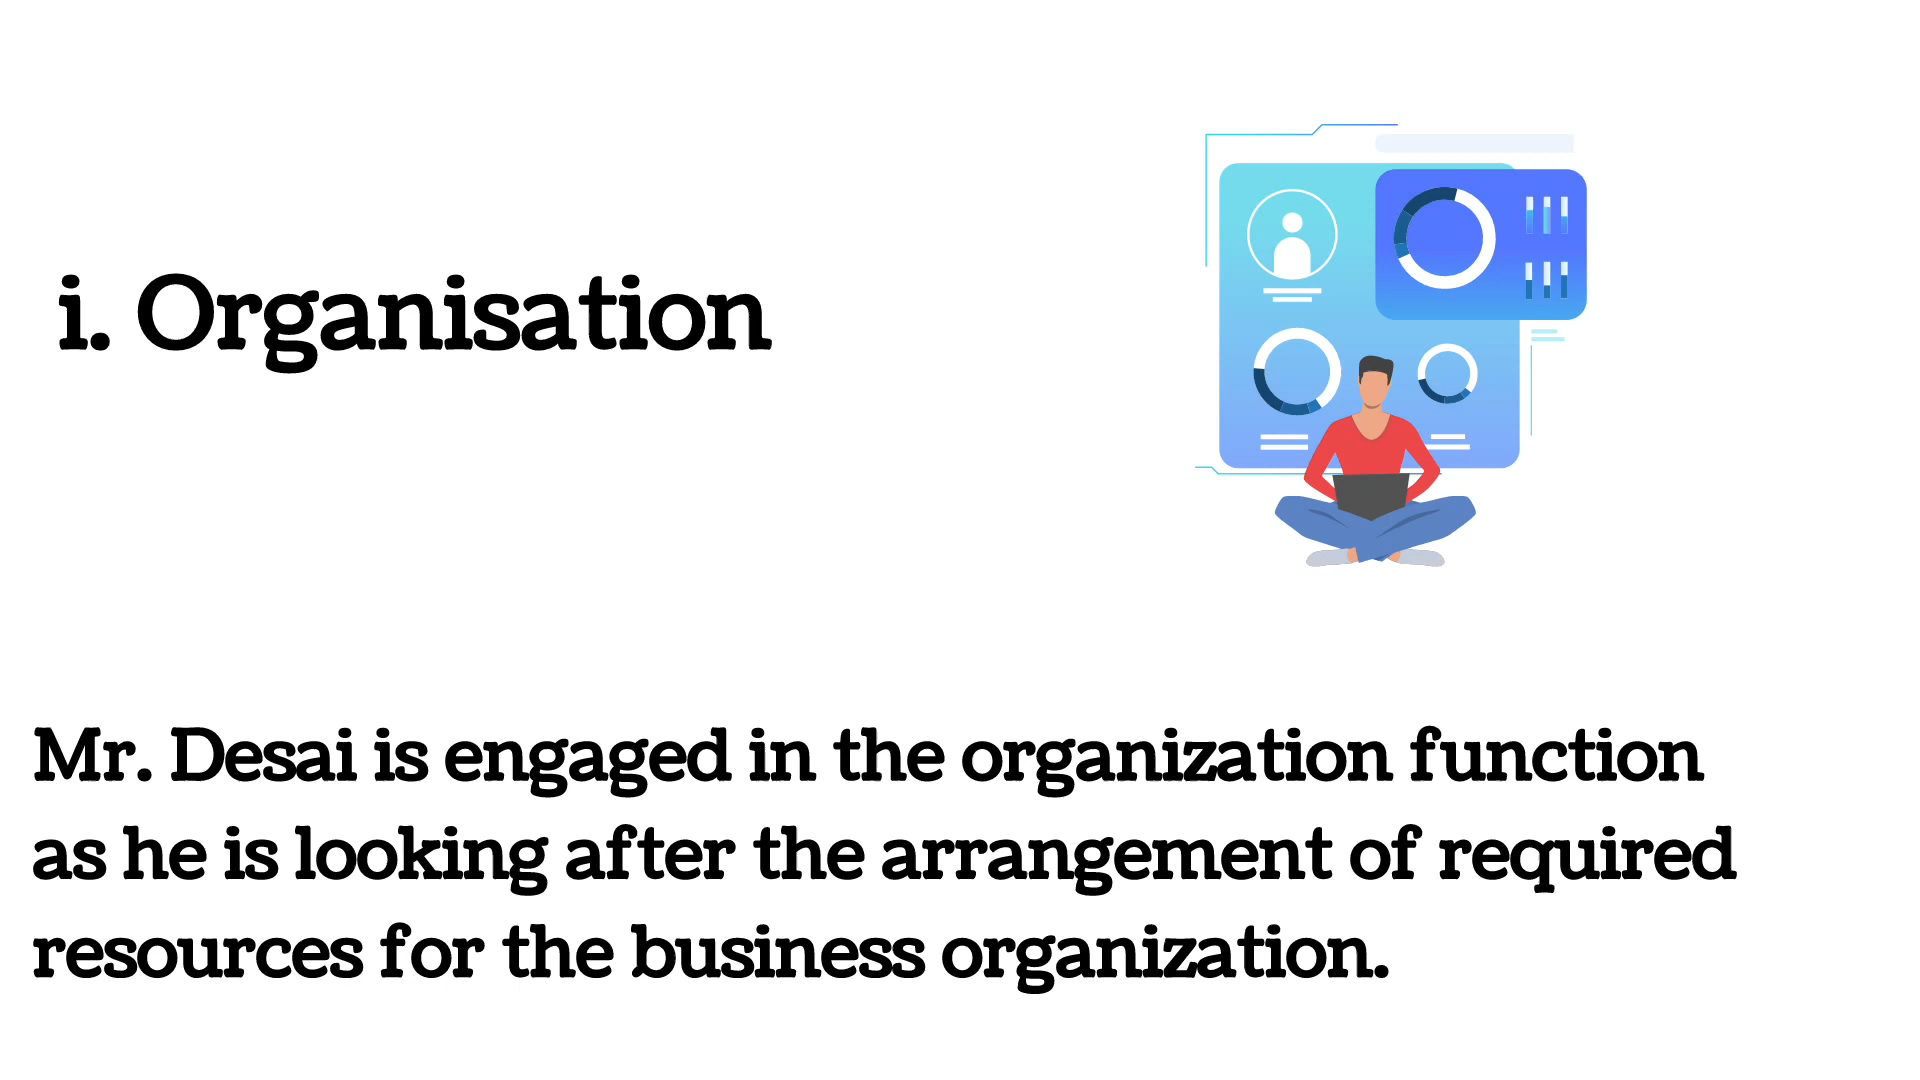 i. Organisation
Mr. Desai is engaged in the organization function
as he is looking after the arrangement of required
resources for the business organization.